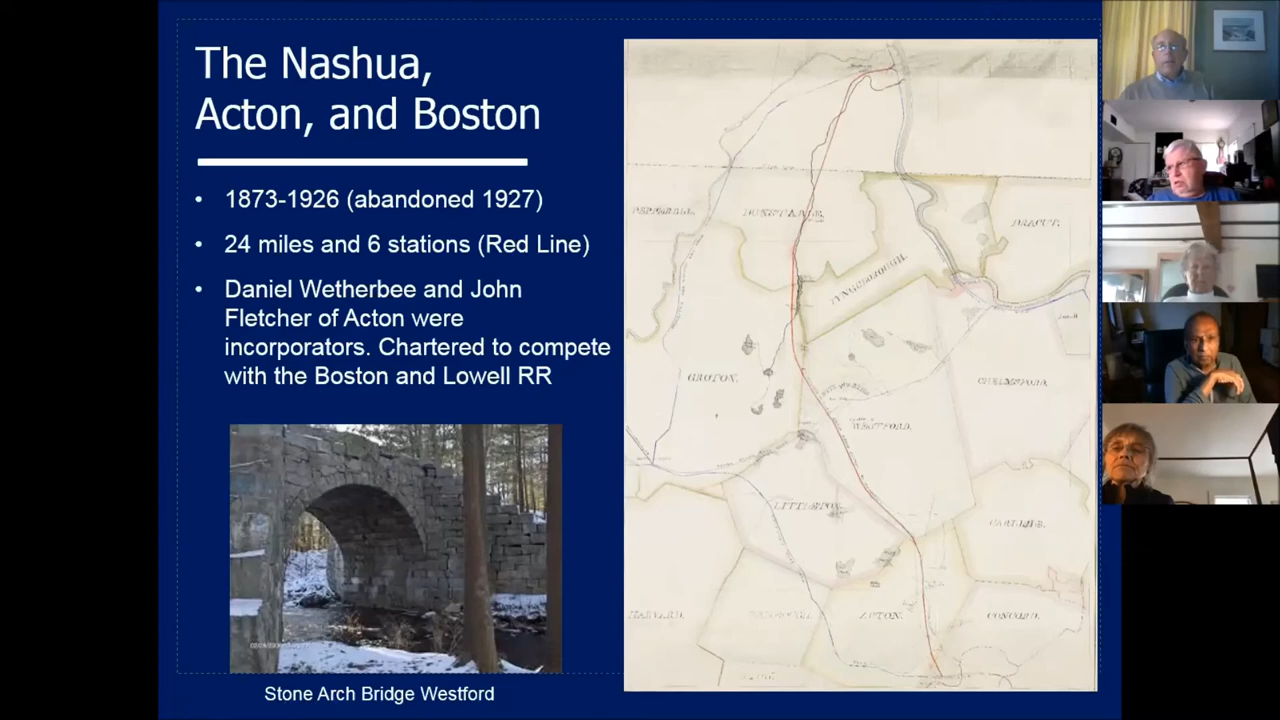 The Nashua,
Acton, and Boston
• 1873-1926 (abandoned 1927)
• 24 miles and 6 stations (Red Line)
• Daniel Wetherbee and John
Fletcher of Acton were
incorporators. Chartered to compete
with the Boston and Lowell RR
Stone Arch Bridge Westford
PEPPERELL.
DUNSTABLE.
DRACUT.
TYNGSBOROUGH.
GROTON.
CHELMSFORD.
WESTFORD.
LITTLETON.
CARLISLE.
HARVARD.
ACTON.
CONCORD.